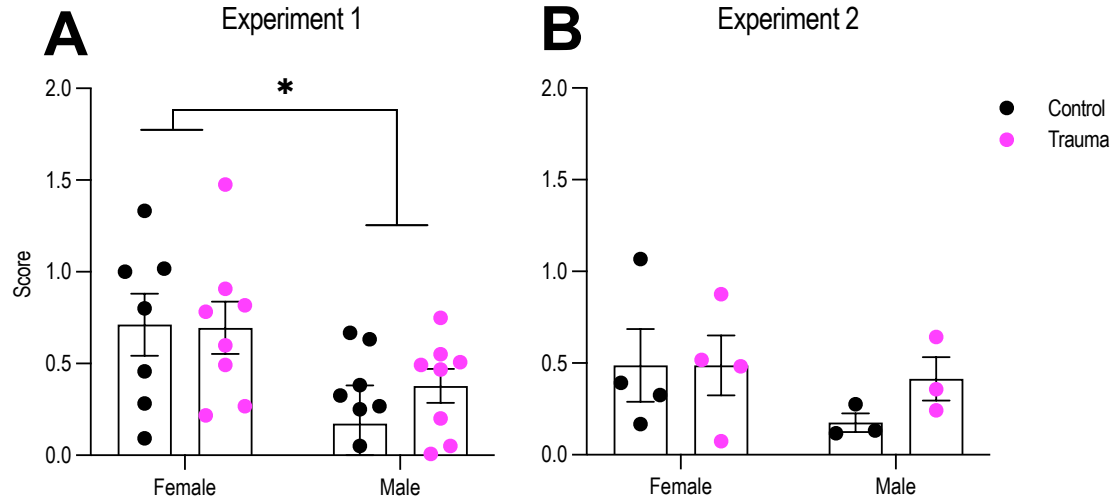 A
Experiment 1
2.0
1.5
1.0
0.5
0.0
Score
*
Female
Male
B
Experiment 2
2.0
1.5
1.0
0.5
0.0
Female
Male
Control
Trauma